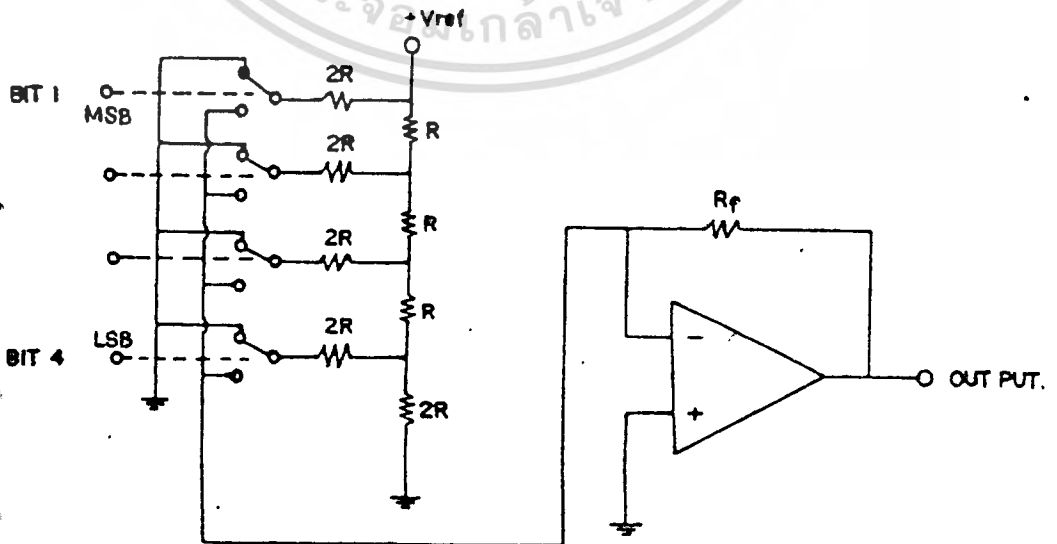 +Vref
2R
BIT 1
MSB
R
2R
R
2R
R
LSB
2R
BIT 4
2R
Rf
-
+
OUT PUT.